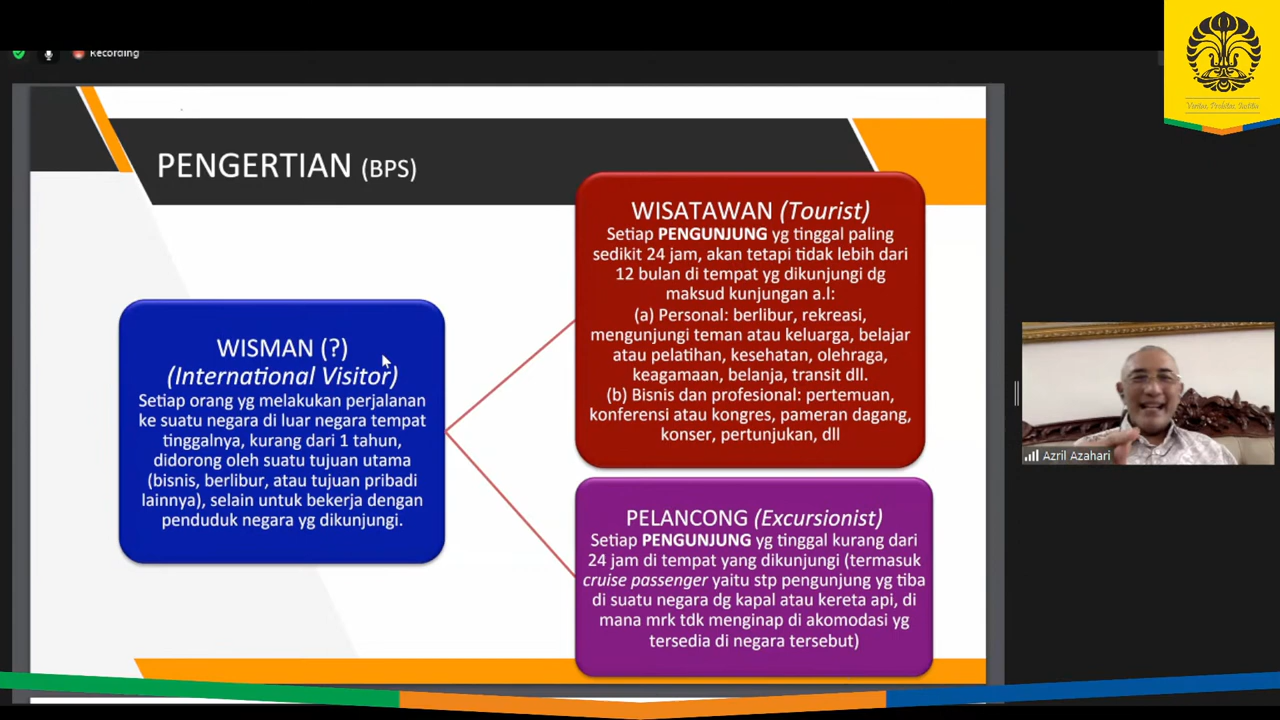 Recording
Veritas, Probitas, Iustitia
PENGERTIAN (BPS)
WISMAN (?)
(International Visitor)
Setiap orang yg melakukan perjalanan
ke suatu negara di luar negara tempat
tinggalnya, kurang dari 1 tahun,
didorong oleh suatu tujuan utama
(bisnis, berlibur, atau tujuan pribadi
lainnya), selain untuk bekerja dengan
penduduk negara yg dikunjungi.
WISATAWAN (Tourist)
Setiap PENGUNJUNG yg tinggal paling
sedikit 24 jam, akan tetapi tidak lebih dari
12 bulan di tempat yg dikunjungi dg
maksud kunjungan a.l:
(a) Personal: berlibur, rekreasi,
mengunjungi teman atau keluarga, belajar
atau pelatihan, kesehatan, olehraga,
keagamaan, belanja, transit dll.
(b) Bisnis dan profesional: pertemuan,
konferensi atau kongres, pameran dagang,
konser, pertunjukan, dll
PELANCONG (Excursionist)
Setiap PENGUNJUNG yg tinggal kurang dari
24 jam di tempat yang dikunjungi (termasuk
cruise passenger yaitu stp pengunjung yg tiba
di suatu negara dg kapal atau kereta api, di
mana mrk tdk menginap di akomodasi yg
tersedia di negara tersebut)
Azril Azahari